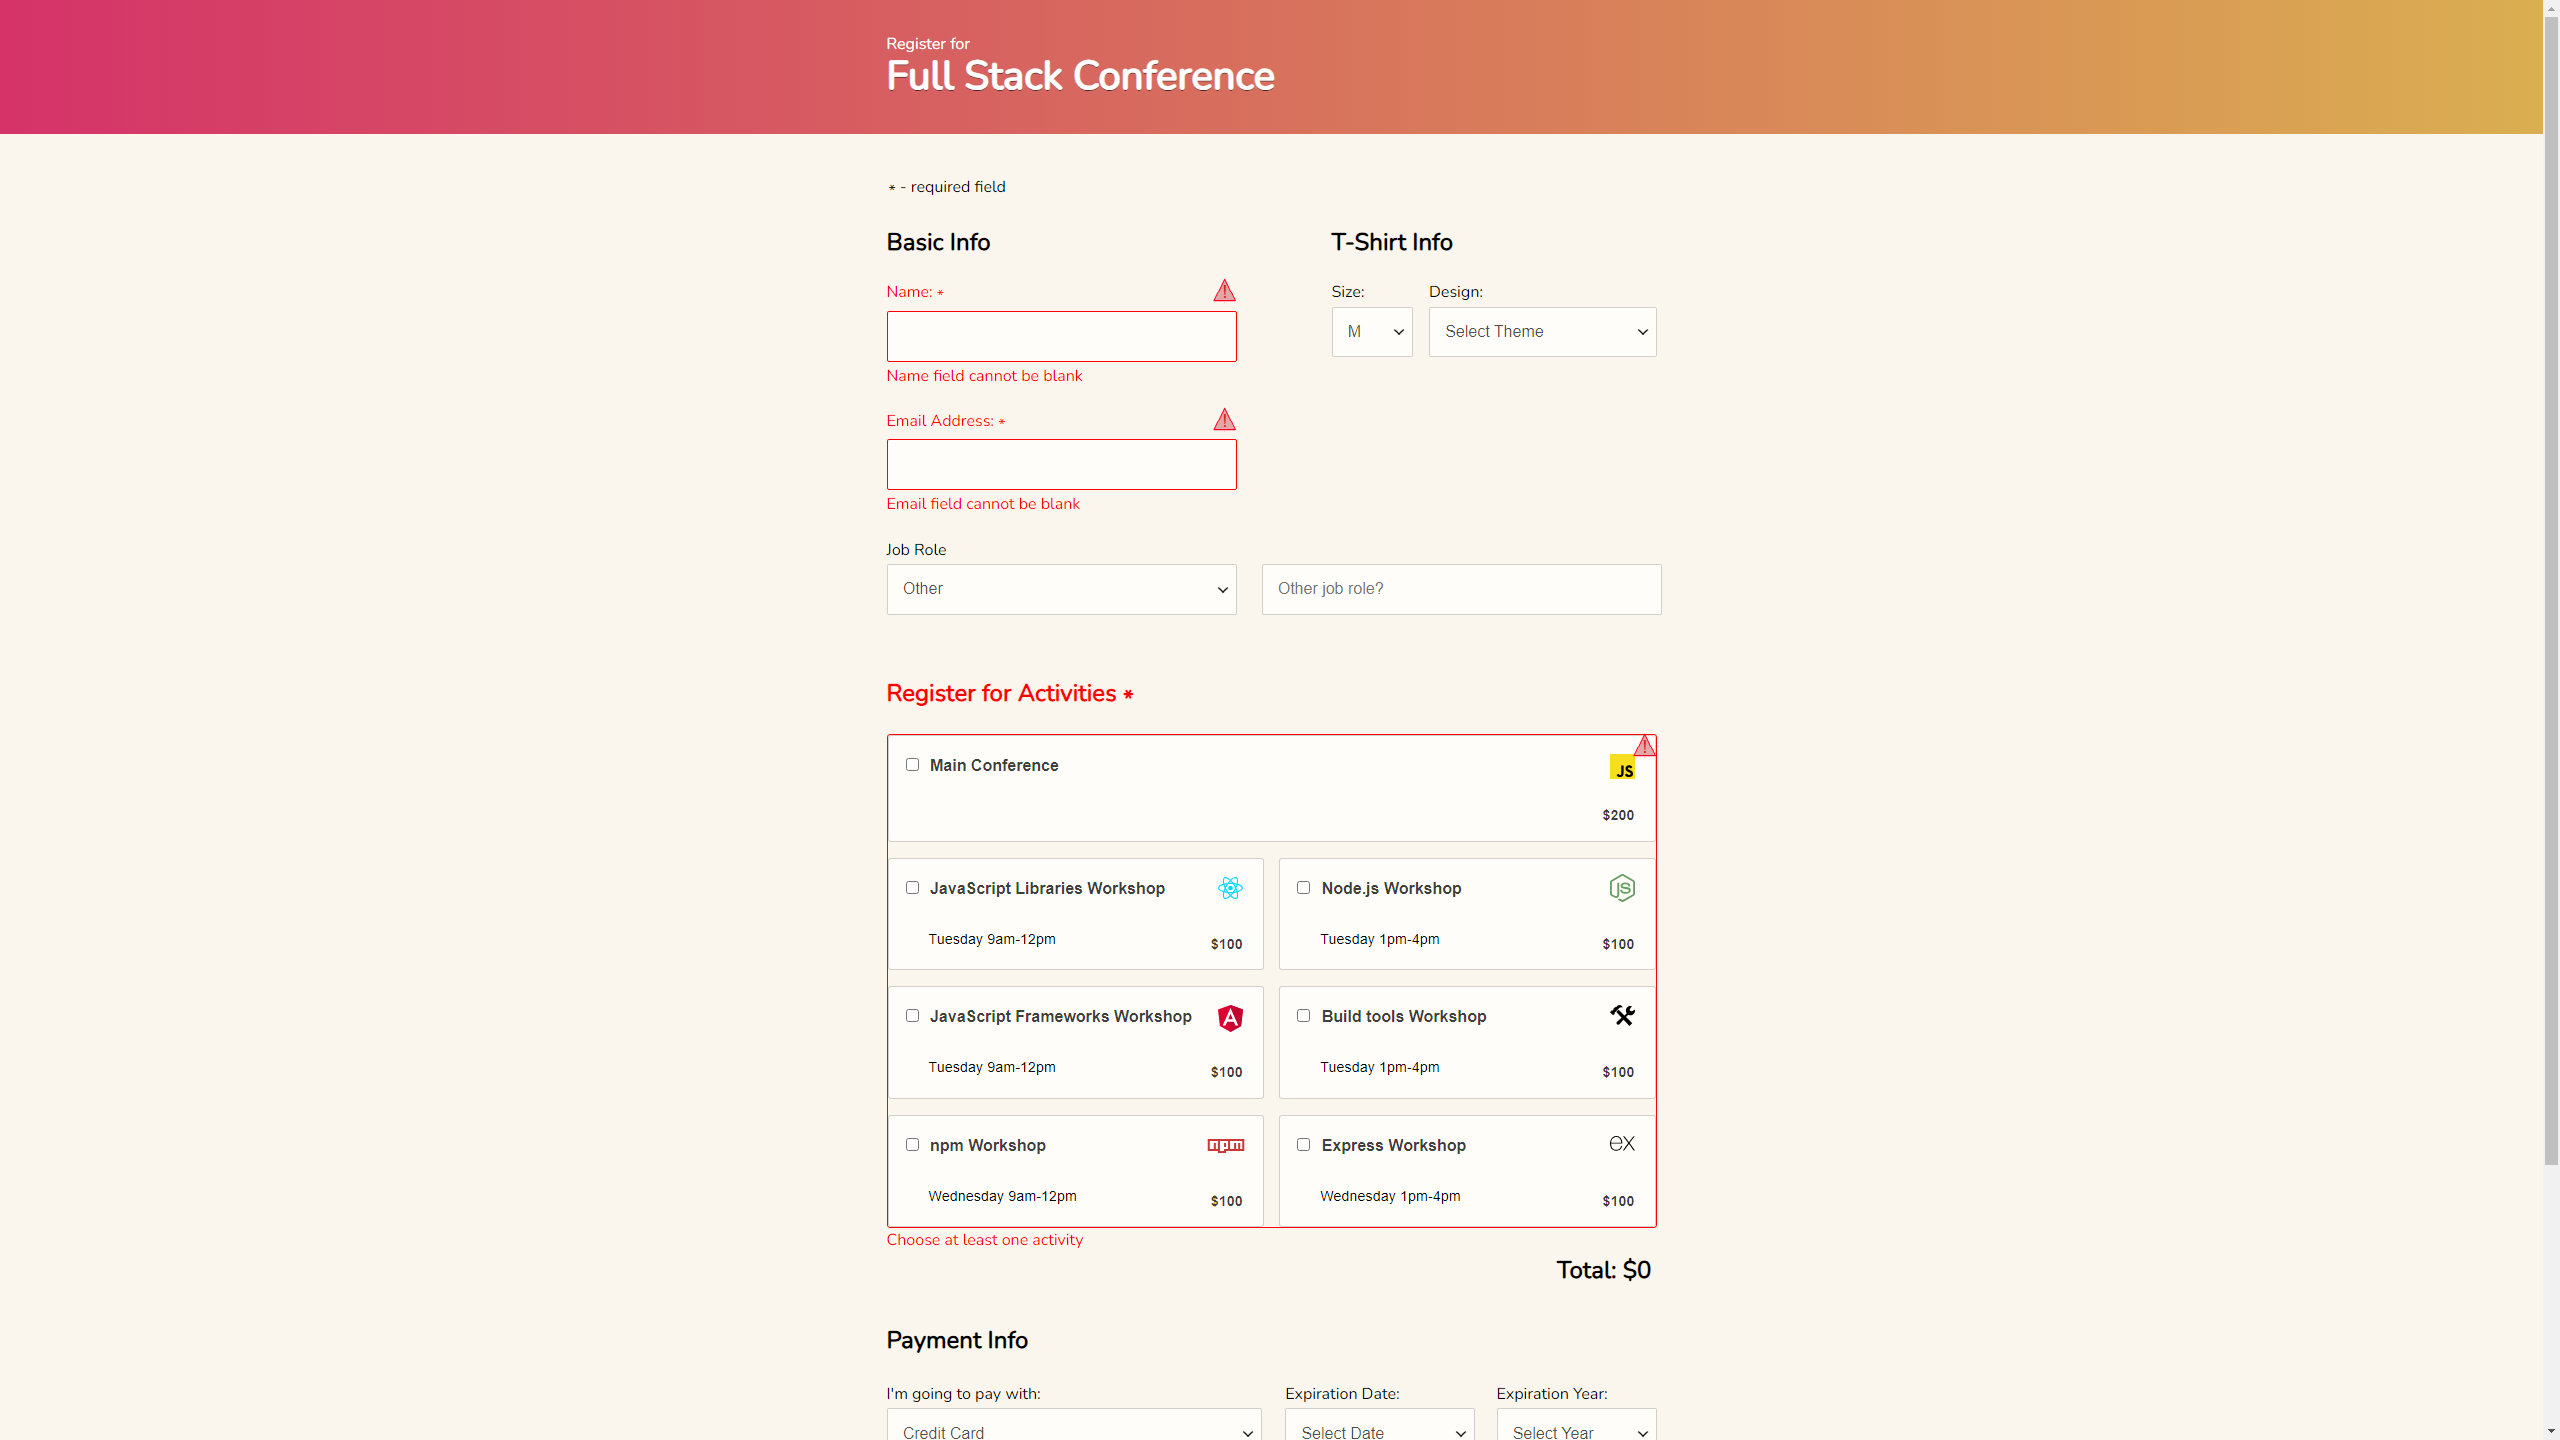 Register for
Full Stack Conference
* - required field
Basic Info
T-Shirt Info
Name: *
Size:
Design:
M
Select Theme
Name field cannot be blank
Email Address: *
Email field cannot be blank
Job Role
Other
Other job role?
Register for Activities *
Main Conference
JS
$200
JavaScript Libraries Workshop
Tuesday 9am-12pm
$100
Node.js Workshop
JS
Tuesday 1pm-4pm
$100
JavaScript Frameworks Workshop
A
Tuesday 9am-12pm
$100
Build tools Workshop
Tuesday 1pm-4pm
$100
npm Workshop
npm
Wednesday 9am-12pm
$100
Express Workshop
ex
Wednesday 1pm-4pm
$100
Choose at least one activity
Total: $0
Payment Info
I'm going to pay with:
Expiration Date:
Expiration Year:
Credit Card
Select Date
Select Year